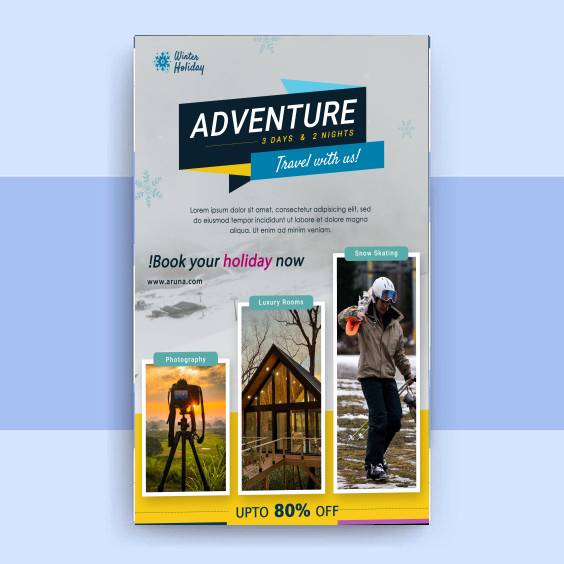 Winter
Holiday
ADVENTURE
3 DAYS & 2 NIGHTS
Travel with us!
Lorem ipsum dolor sit amet, consectetur adipisicing elit, sed
do eiusmod tempor incididunt ut labore et dolore magna
aliqua. Ut enim ad minim veniam.
!Book your holiday now
www.aruna.com
Snow Skating
Luxury Rooms
Photography
UPTO 80% OFF